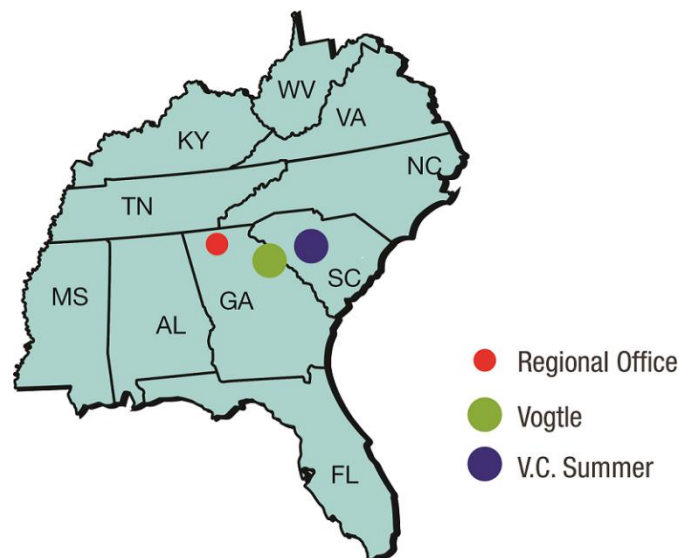 WV
VA
KY
NC
TN
SC
MS
GA
AL
FL
Regional Office
Vogtle
V.C. Summer